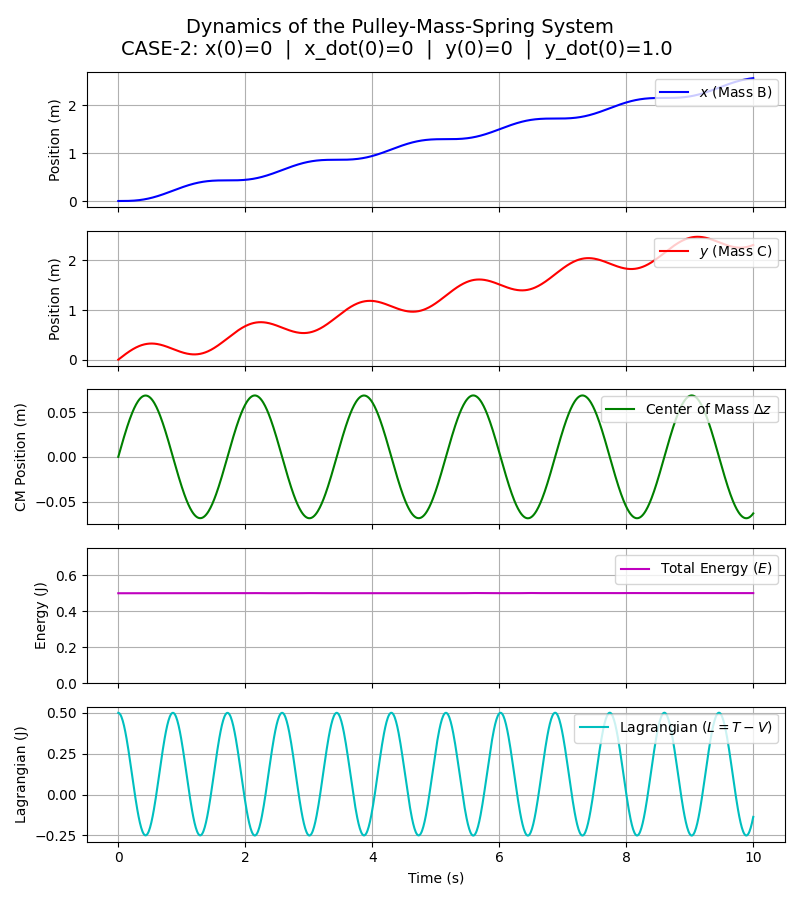 Dynamics of the Pulley-Mass-Spring System
CASE-2: x(0)=0 | x_dot(0)=0 | y(0)=0 | y_dot(0)=1.0
Position (m)
2
1
0
x (Mass B)
Position (m)
2
1
0
y (Mass C)
CM Position (m)
0.05
0.00
−0.05
Center of Mass Δz
Energy (J)
0.6
0.4
0.2
0.0
Total Energy (E)
Lagrangian (J)
0.50
0.25
0.00
−0.25
Lagrangian (L = T − V)
0 2 4 6 8 10
Time (s)